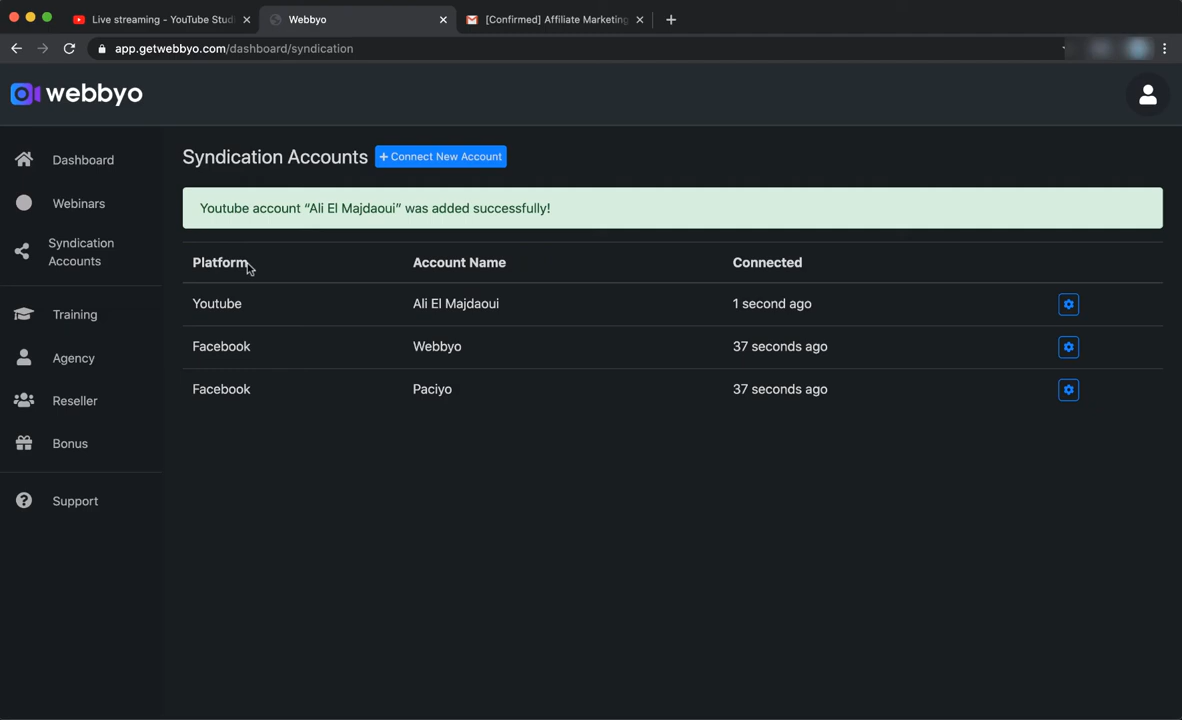 Live streaming - YouTube Studi
Webbyo
[Confirmed] Affiliate Marketing
app.getwebbyo.com/dashboard/syndication
webbyo
Dashboard
Webinars
Syndication
Accounts
Training
Agency
Reseller
Bonus
Support
Syndication Accounts + Connect New Account
Youtube account “Ali El Majdaoui” was added successfully!
Platform Account Name Connected
Youtube Ali El Majdaoui 1 second ago
Facebook Webbyo 37 seconds ago
Facebook Paciyo 37 seconds ago